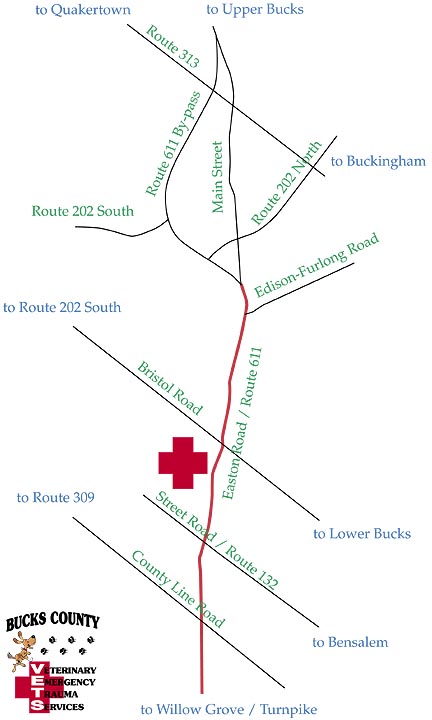 to Quakertown
to Upper Bucks
Route 313
Route 611 By-pass
Main Street
Route 202 North
to Buckingham
Route 202 South
Edison-Furlong Road
to Route 202 South
Bristol Road
Easton Road / Route 611
to Route 309
Street Road / Route 132
to Lower Bucks
County Line Road
to Bensalem
BUCKS COUNTY
VETERINARY
EMERGENCY
TRAUMA
SERVICES
to Willow Grove / Turnpike